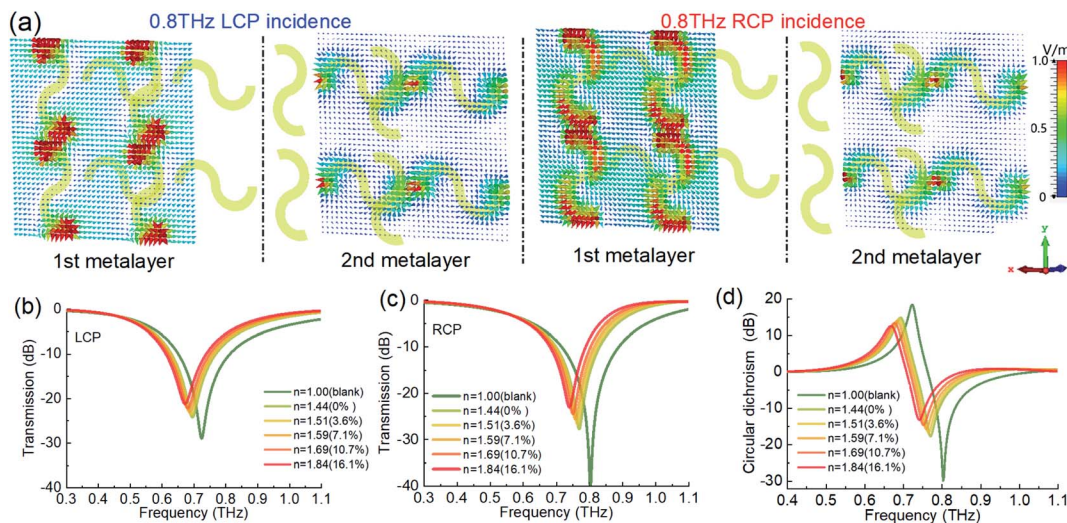 (a) 0.8THz LCP incidence 0.8THz RCP incidence
V/m
1.0
0.5
0
1st metalayer 2nd metalayer 1st metalayer 2nd metalayer
y
x
(b)
0
-10
-20
-30
-40
Transmission (dB)
LCP
n=1.00(blank)
n=1.44(0% )
n=1.51(3.6%)
n=1.59(7.1%)
n=1.69(10.7%)
n=1.84(16.1%)
0.3 0.4 0.5 0.6 0.7 0.8 0.9 1.0 1.1
Frequency (THz)
(c)
0
-10
-20
-30
-40
Transmission (dB)
RCP
n=1.00(blank)
n=1.44(0%)
n=1.51(3.6%)
n=1.59(7.1%)
n=1.69(10.7%)
n=1.84(16.1%)
0.3 0.4 0.5 0.6 0.7 0.8 0.9 1.0 1.1
Frequency (THz)
(d)
20
10
0
-10
-20
-30
Circular dichroism (dB)
n=1.00(blank)
n=1.44(0%)
n=1.51(3.6%)
n=1.59(7.1%)
n=1.69(10.7%)
n=1.84(16.1%)
0.4 0.5 0.6 0.7 0.8 0.9 1.0 1.1
Frequency (THz)